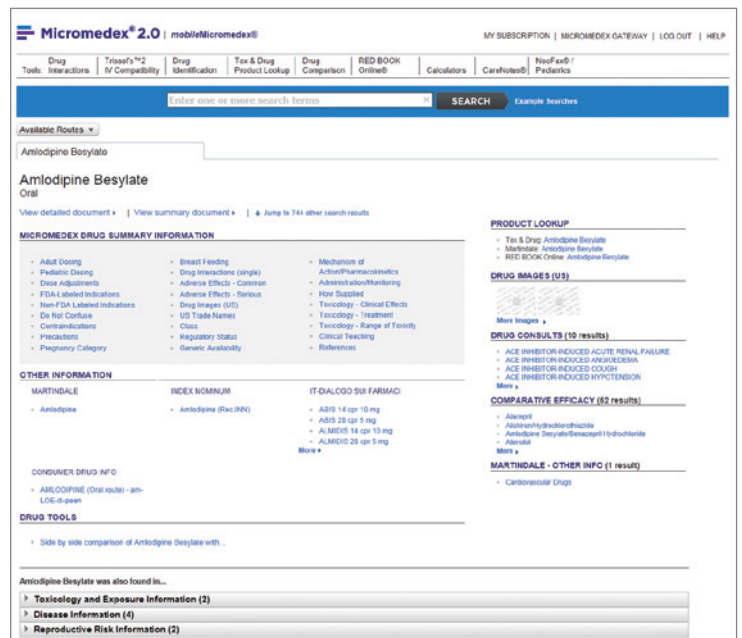 Micromedex® 2.0 | mobileMicromedex®
MY SUBSCRIPTION | MICROMEDEX GATEWAY | LOG OUT | HELP
Tools: Drug Interactions | Trissel's™2 IV Compatibility | Drug Identification | Tox & Drug Product Lookup | Drug Comparison | RED BOOK Online® | Calculators | CareNotes® | NeoFax® / Pediatrics
Enter one or more search terms × SEARCH Example Searches
Available Routes
Amlodipine Besylate
Amlodipine Besylate
Oral
View detailed document | View summary document | Jump to 744 other search results
MICROMEDEX DRUG SUMMARY INFORMATION
Adult Dosing
Pediatric Dosing
Dose Adjustments
FDA-Labeled Indications
Non-FDA Labeled Indications
Do Not Confuse
Contraindications
Precautions
Pregnancy Category
Breast Feeding
Drug Interactions (single)
Adverse Effects - Common
Adverse Effects - Serious
Drug Images (US)
US Trade Names
Class
Regulatory Status
Generic Availability
Mechanism of
Action/Pharmacokinetics
Administration/Monitoring
How Supplied
Toxicology - Clinical Effects
Toxicology - Treatment
Toxicology - Range of Toxicity
Clinical Teaching
References
OTHER INFORMATION
MARTINDALE
Amlodipine
INDEX NOMINUM
Amlodipine (Rec.INN)
IT-DIALOGO SUI FARMACI
ABIS 14 cpr 10 mg
ABIS 28 cpr 5 mg
ALMIDIS 14 cpr 10 mg
ALMIDIS 28 cpr 5 mg
More
CONSUMER DRUG INFO
AMLODIPINE (Oral route) - am-
LOE-di-peen
DRUG TOOLS
Side by side comparison of Amlodipine Besylate with...
PRODUCT LOOKUP
Tox & Drug: Amlodipine Besylate
Martindale: Amlodipine Besylate
RED BOOK Online: Amlodipine Besylate
DRUG IMAGES (US)
More Images
DRUG CONSULTS (10 results)
ACE INHIBITOR-INDUCED ACUTE RENAL FAILURE
ACE INHIBITOR-INDUCED ANGIOEDEMA
ACE INHIBITOR-INDUCED COUGH
ACE INHIBITOR-INDUCED HYPOTENSION
More
COMPARATIVE EFFICACY (52 results)
Alacepril
Aliskiren/Hydrochlorothiazide
Amlodipine Besylate/Benazepril Hydrochloride
Atenolol
More
MARTINDALE - OTHER INFO (1 result)
Cardiovascular Drugs
Amlodipine Besylate was also found in...
Toxicology and Exposure Information (2)
Disease Information (4)
Reproductive Risk Information (2)